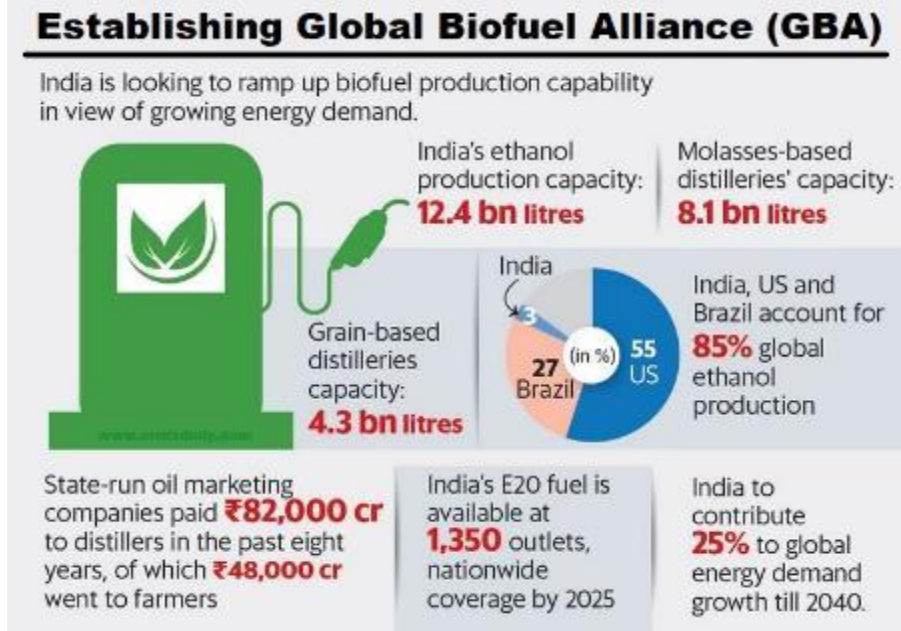 Establishing Global Biofuel Alliance (GBA)
India is looking to ramp up biofuel production capability
in view of growing energy demand.
India's ethanol
production capacity:
12.4 bn litres
Molasses-based
distilleries' capacity:
8.1 bn litres
Grain-based
distilleries
capacity:
4.3 bn litres
India
3
(in %)
55
US
27
Brazil
India, US and
Brazil account for
85% global
ethanol
production
State-run oil marketing
companies paid ₹82,000 cr
to distillers in the past eight
years, of which ₹48,000 cr
went to farmers
India's E20 fuel is
available at
1,350 outlets,
nationwide
coverage by 2025
India to
contribute
25% to global
energy demand
growth till 2040.